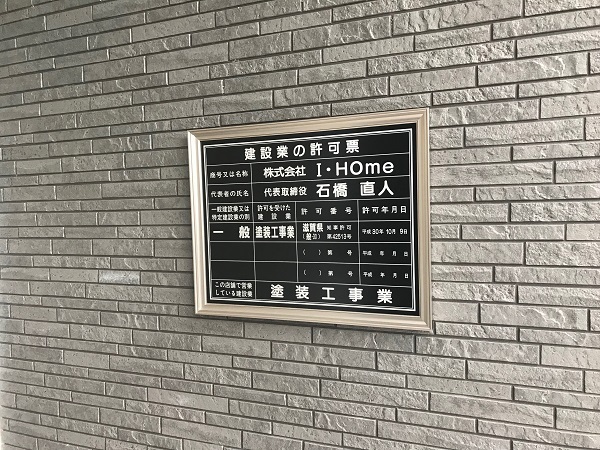 建設業の許可票
商号又は名称 株式会社 I・HOme
代表者の氏名 代表取締役 石橋 直人
一般建設業又は特定建設業の別 許可を受けた建設業 許可番号 許可年月日
一般 塗装工事業 滋賀県知事許可(般-30)第42513号 平成30年10月9日
( )第 号 平成 年 月 日
( )第 号 平成 年 月 日
この店舗で営業している建設業 塗装工事業